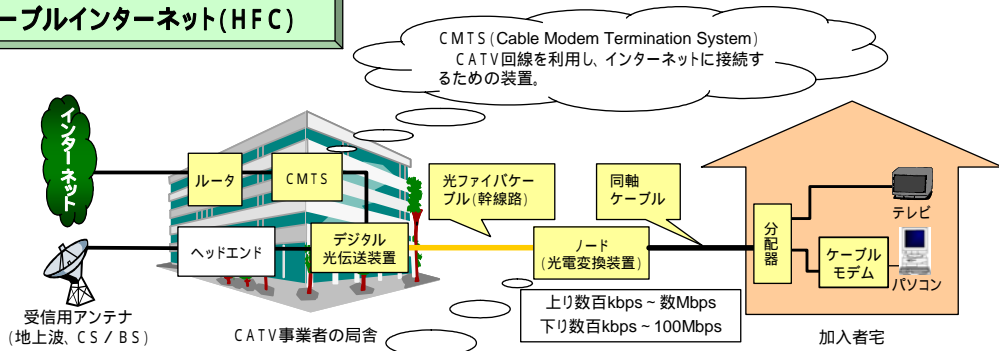 ーブルインターネット(HFC)
CMTS(Cable Modem Termination System)
CATV回線を利用し、インターネットに接続す
るための装置。
インターネット
ルータ
CMTS
光ファイバケー
ブル(幹線路)
同軸
ケーブル
テレビ
ヘッドエンド
デジタル
光伝送装置
ノード
(光電変換装置)
分配器
ケーブル
モデム
パソコン
上り数百kbps~数Mbps
下り数百kbps~100Mbps
受信用アンテナ
(地上波、CS/BS)
CATV事業者の局舎
加入者宅